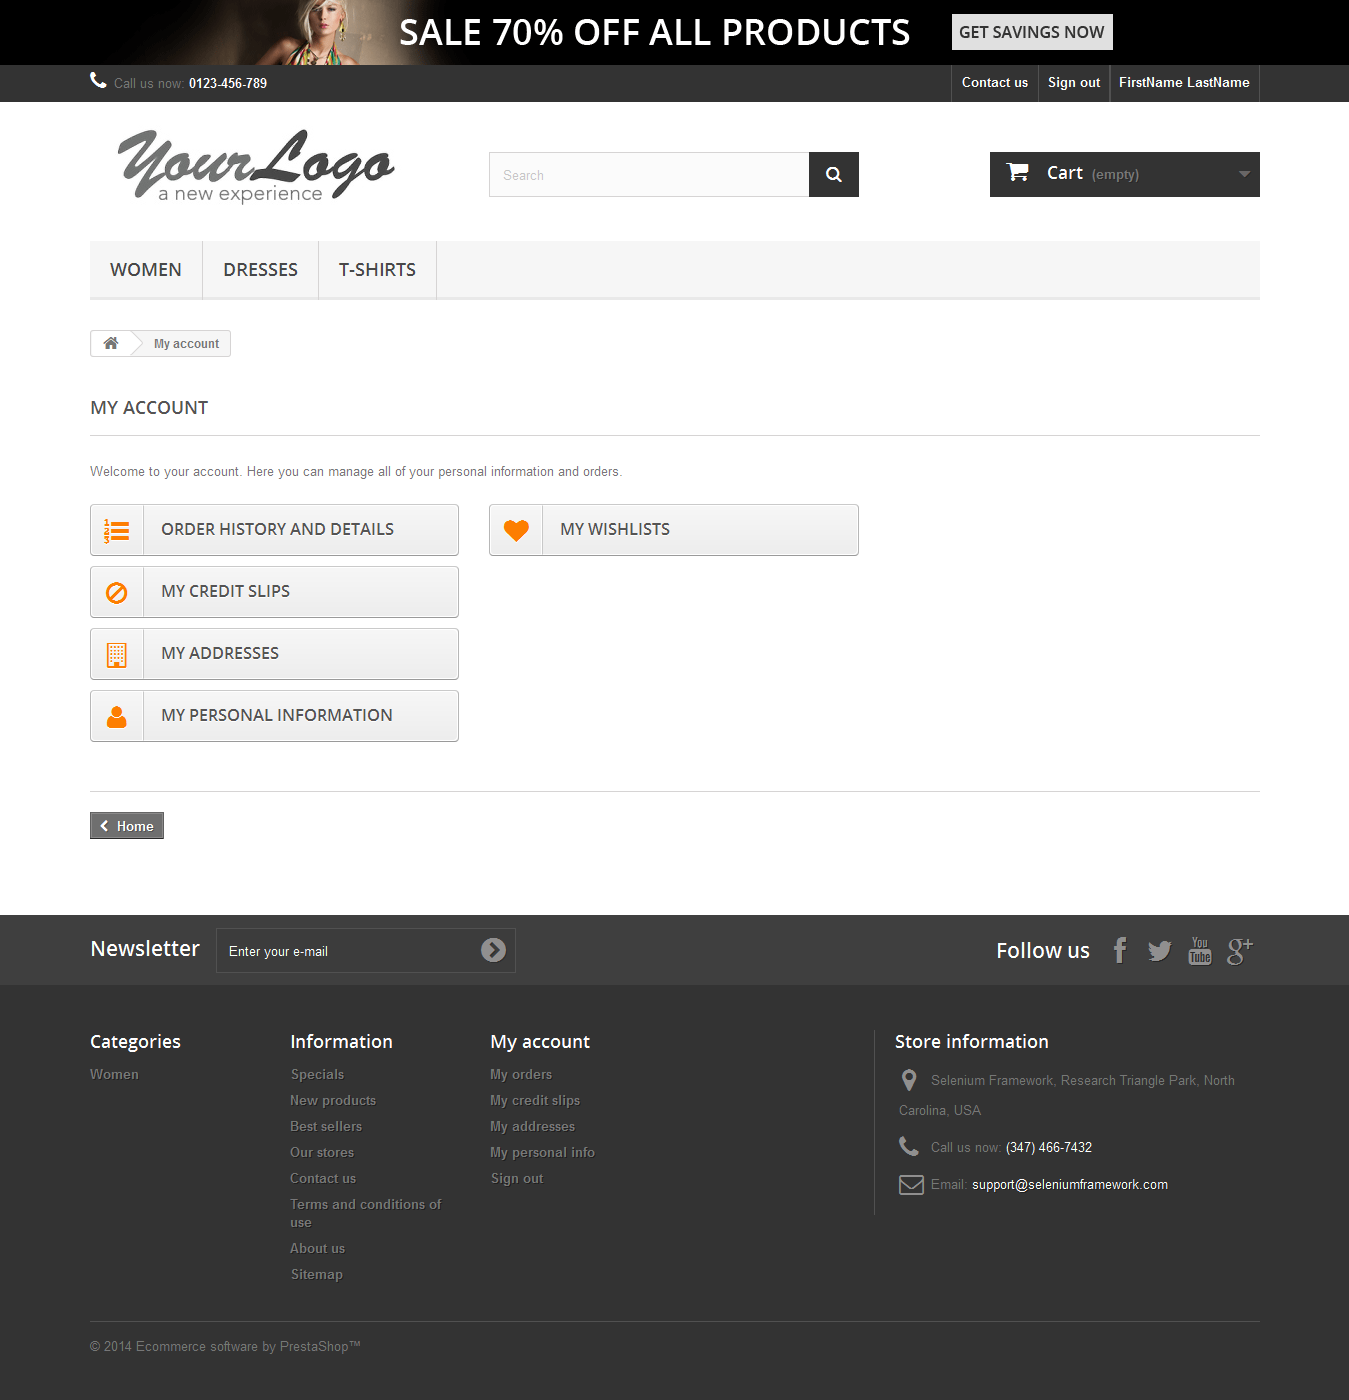 SALE 70% OFF ALL PRODUCTS
GET SAVINGS NOW
Call us now: 0123-456-789
Contact us
Sign out
FirstName LastName
YourLogo
a new experience
Search
Cart (empty)
WOMEN
DRESSES
T-SHIRTS
My account
MY ACCOUNT
Welcome to your account. Here you can manage all of your personal information and orders.
ORDER HISTORY AND DETAILS
MY CREDIT SLIPS
MY ADDRESSES
MY PERSONAL INFORMATION
MY WISHLISTS
Home
Newsletter
Enter your e-mail
Follow us
You
Tube
Categories
Women
Information
Specials
New products
Best sellers
Our stores
Contact us
Terms and conditions of
use
About us
Sitemap
My account
My orders
My credit slips
My addresses
My personal info
Sign out
Store information
Selenium Framework, Research Triangle Park, North
Carolina, USA
Call us now: (347) 466-7432
Email: support@seleniumframework.com
© 2014 Ecommerce software by PrestaShop™